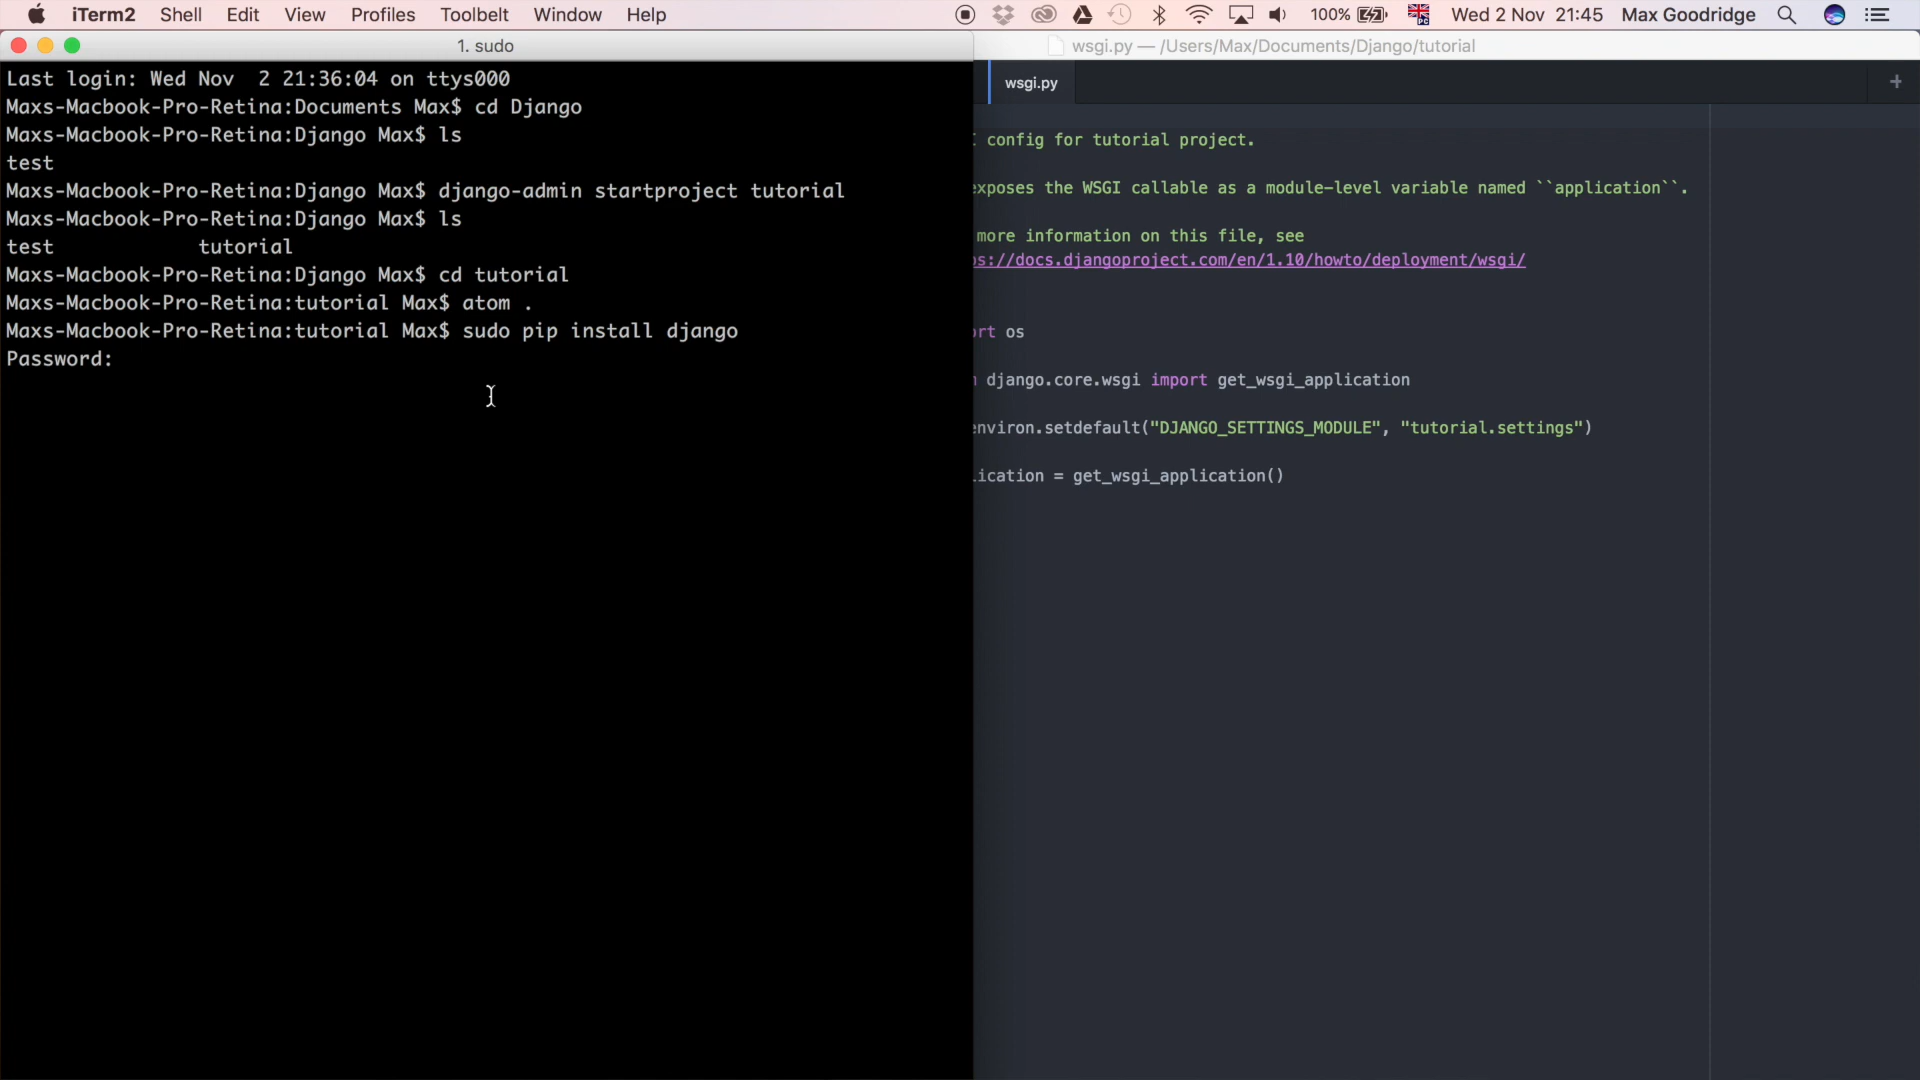 iTerm2 Shell Edit View Profiles Toolbelt Window Help 100% Wed 2 Nov 21:45 Max Goodridge
1. sudo
Last login: Wed Nov  2 21:36:04 on ttys000
Maxs-Macbook-Pro-Retina:Documents Max$ cd Django
Maxs-Macbook-Pro-Retina:Django Max$ ls
test
Maxs-Macbook-Pro-Retina:Django Max$ django-admin startproject tutorial
Maxs-Macbook-Pro-Retina:Django Max$ ls
test            tutorial
Maxs-Macbook-Pro-Retina:Django Max$ cd tutorial
Maxs-Macbook-Pro-Retina:tutorial Max$ atom .
Maxs-Macbook-Pro-Retina:tutorial Max$ sudo pip install django
Password:
wsgi.py — /Users/Max/Documents/Django/tutorial
wsgi.py
config for tutorial project.
exposes the WSGI callable as a module-level variable named ``application``.
more information on this file, see
ps://docs.djangoproject.com/en/1.10/howto/deployment/wsgi/
ort os
django.core.wsgi import get_wsgi_application
environ.setdefault("DJANGO_SETTINGS_MODULE", "tutorial.settings")
lication = get_wsgi_application()